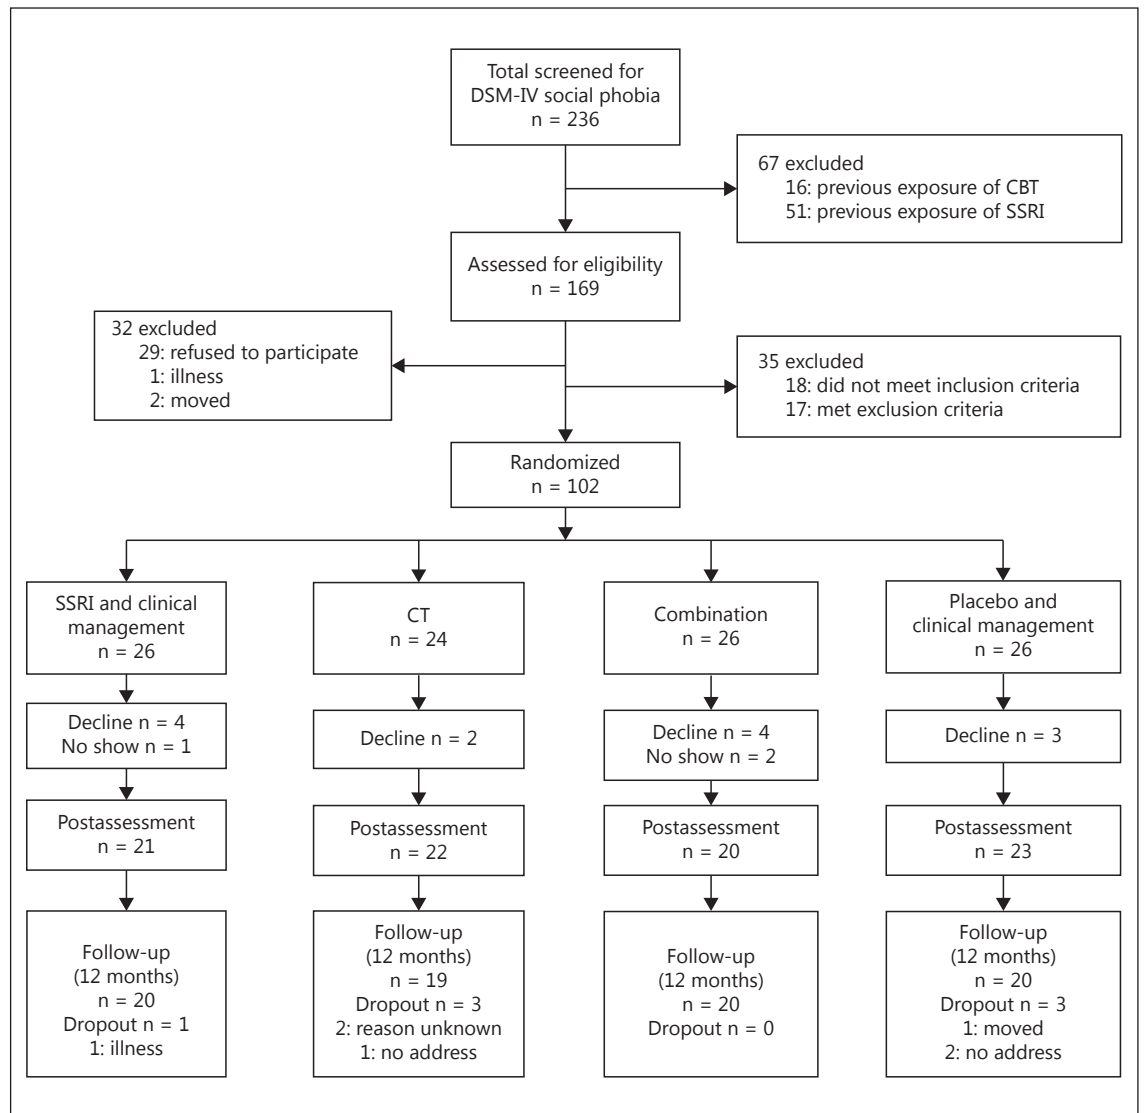 Total screened for
DSM-IV social phobia
n = 236
67 excluded
16: previous exposure of CBT
51: previous exposure of SSRI
Assessed for eligibility
n = 169
32 excluded
29: refused to participate
1: illness
2: moved
35 excluded
18: did not meet inclusion criteria
17: met exclusion criteria
Randomized
n = 102
SSRI and clinical
management
n = 26
CT
n = 24
Combination
n = 26
Placebo and
clinical management
n = 26
Decline n = 4
No show n = 1
Decline n = 2
Decline n = 4
No show n = 2
Decline n = 3
Postassessment
n = 21
Postassessment
n = 22
Postassessment
n = 20
Postassessment
n = 23
Follow-up
(12 months)
n = 20
Dropout n = 1
1: illness
Follow-up
(12 months)
n = 19
Dropout n = 3
2: reason unknown
1: no address
Follow-up
(12 months)
n = 20
Dropout n = 0
Follow-up
(12 months)
n = 20
Dropout n = 3
1: moved
2: no address